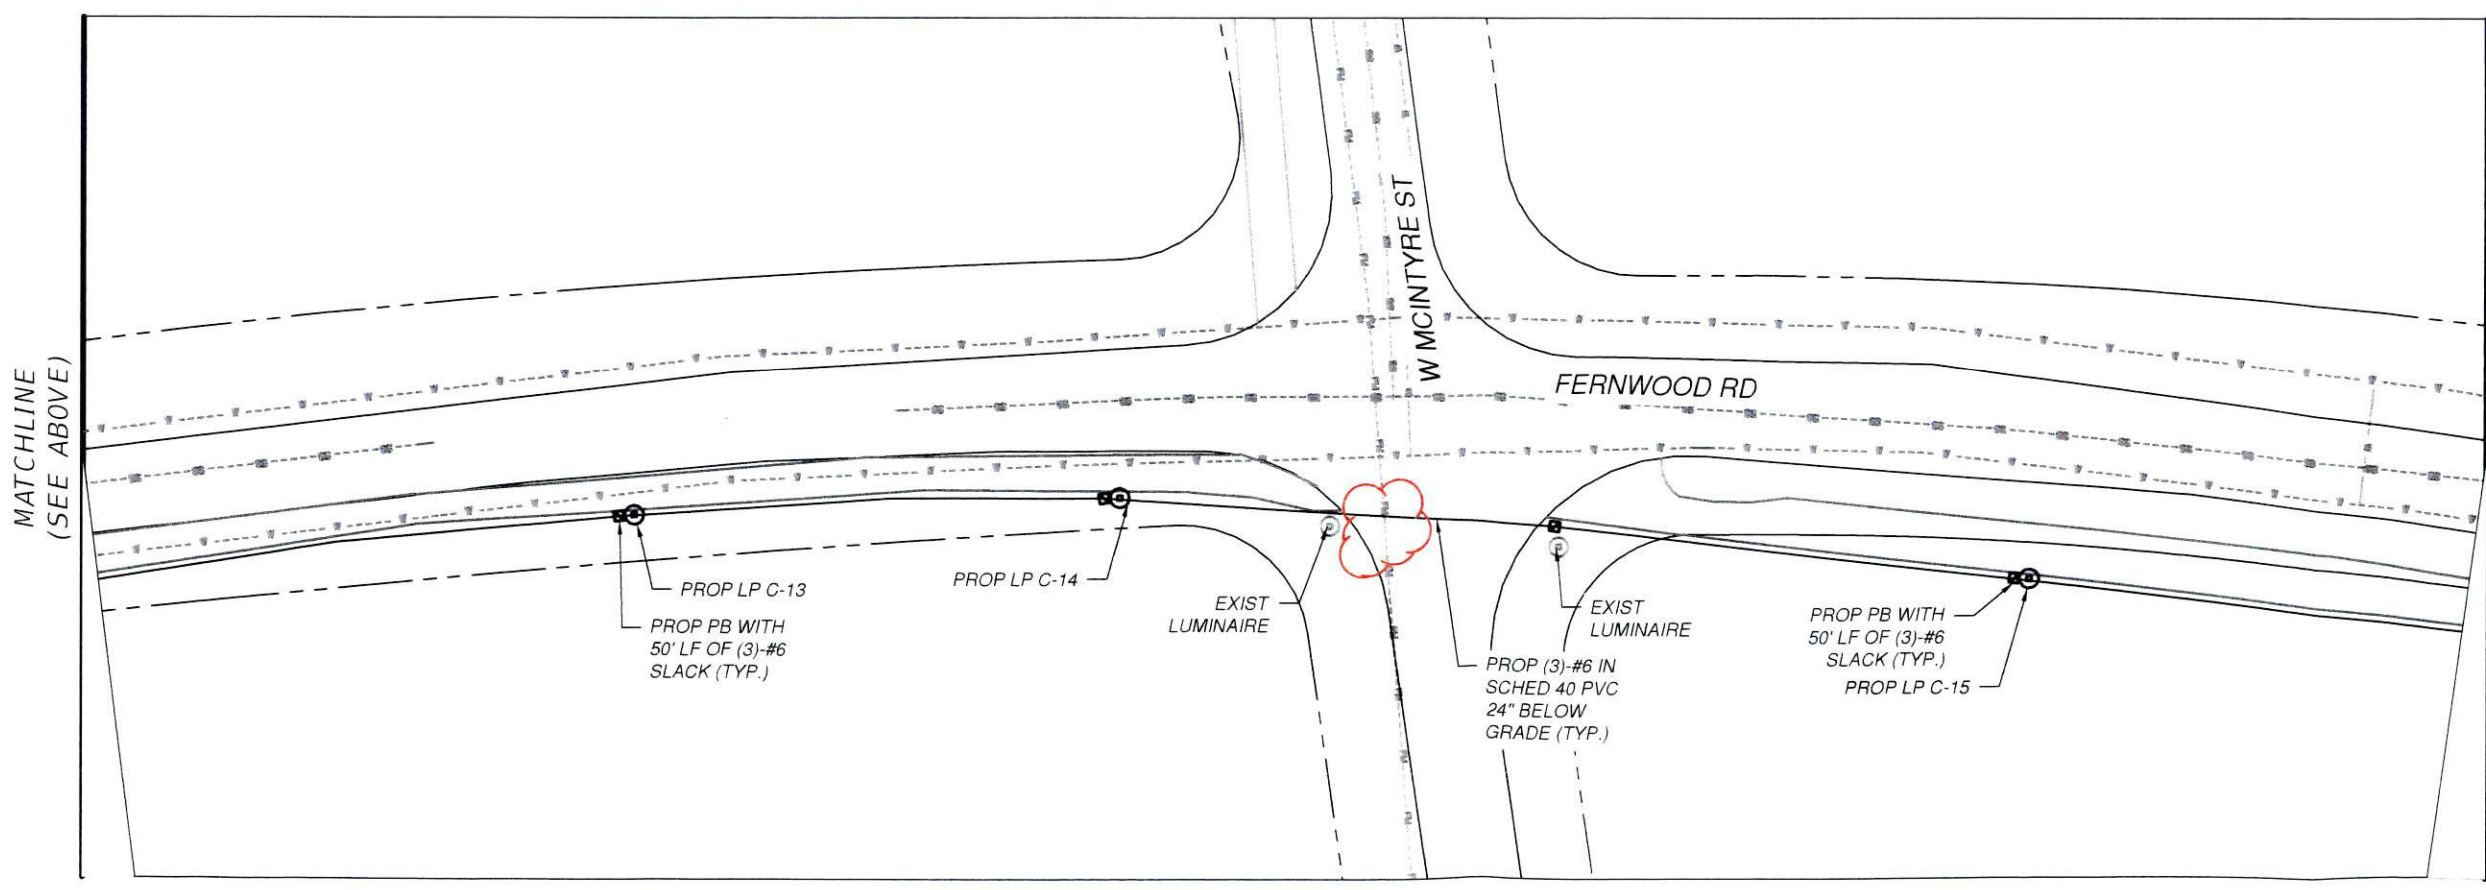 MATCHLINE
(SEE ABOVE)
W MCINTYRE ST
FERNWOOD RD
PROP LP C-13
PROP PB WITH
50' LF OF (3)-#6
SLACK (TYP.)
PROP LP C-14
EXIST
LUMINAIRE
EXIST
LUMINAIRE
PROP (3)-#6 IN
SCHED 40 PVC
24" BELOW
GRADE (TYP.)
PROP PB WITH
50' LF OF (3)-#6
SLACK (TYP.)
PROP LP C-15